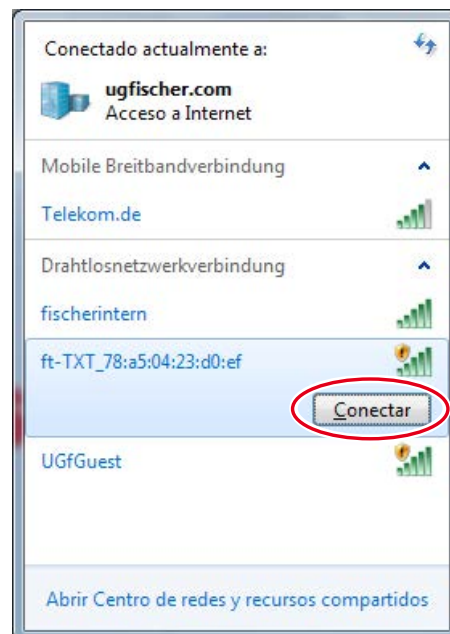 Conectado actualmente a:
ugfischer.com
Acceso a Internet
Mobile Breitbandverbindung
Telekom.de
Drahtlosnetzwerkverbindung
fischerintern
ft-TXT_78:a5:04:23:d0:ef
Conectar
UGfGuest
Abrir Centro de redes y recursos compartidos